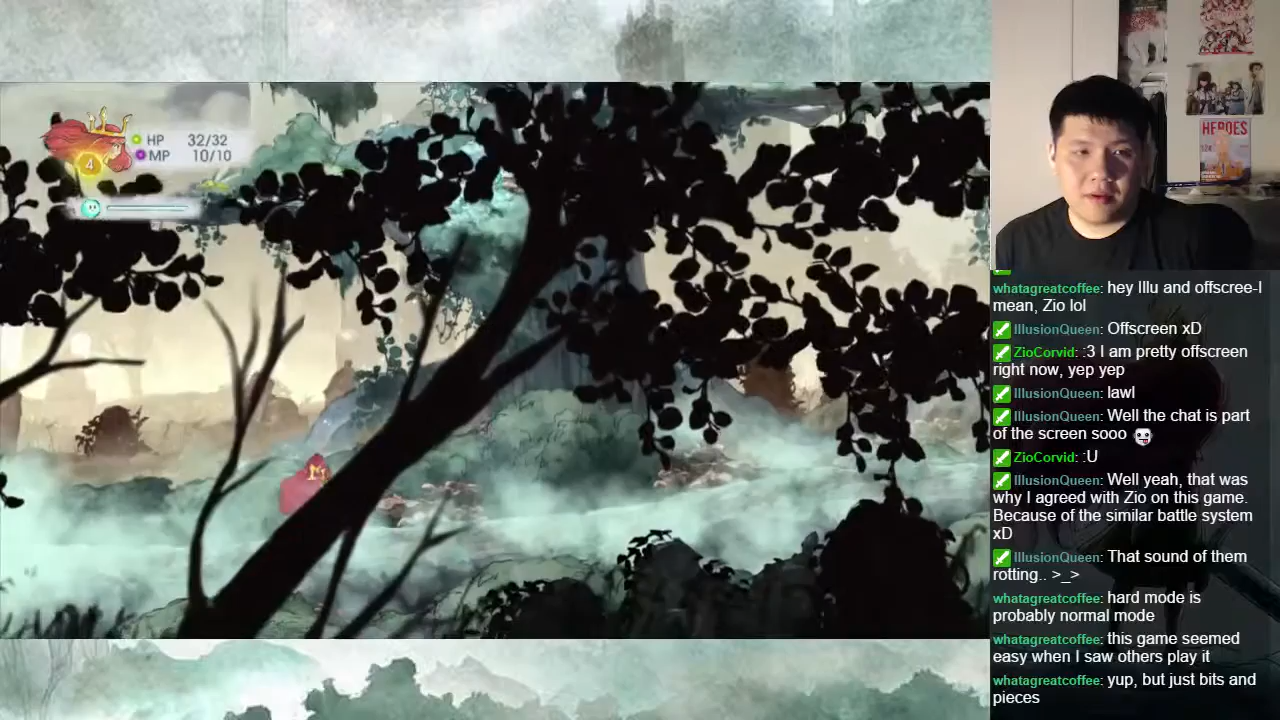 HP 32/32
MP 10/10
4
HEROES
whatagreatcoffee: hey Illu and offscree-I
mean, Zio lol
IllusionQueen: Offscreen xD
ZioCorvid: :3 I am pretty offscreen
right now, yep yep
IllusionQueen: lawl
IllusionQueen: Well the chat is part
of the screen sooo
ZioCorvid: :U
IllusionQueen: Well yeah, that was
why I agreed with Zio on this game.
Because of the similar battle system
xD
IllusionQueen: That sound of them
rotting.. >_>
whatagreatcoffee: hard mode is
probably normal mode
whatagreatcoffee: this game seemed
easy when I saw others play it
whatagreatcoffee: yup, but just bits and
pieces